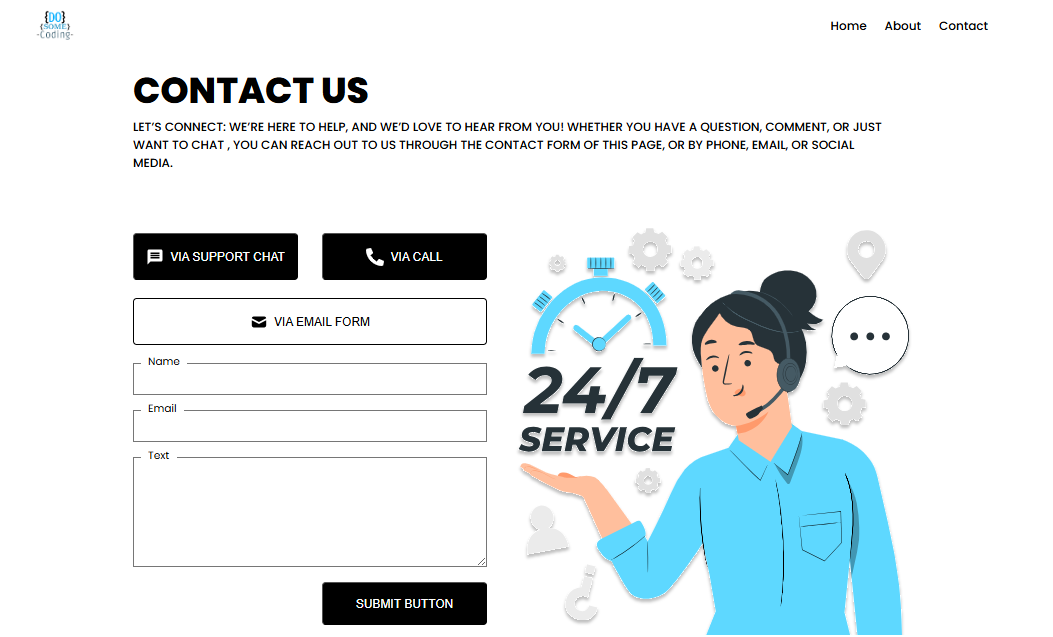 {DO}
{SOME}
-Coding-
Home About Contact
CONTACT US
LET’S CONNECT: WE’RE HERE TO HELP, AND WE’D LOVE TO HEAR FROM YOU! WHETHER YOU HAVE A QUESTION, COMMENT, OR JUST
WANT TO CHAT , YOU CAN REACH OUT TO US THROUGH THE CONTACT FORM OF THIS PAGE, OR BY PHONE, EMAIL, OR SOCIAL
MEDIA.
VIA SUPPORT CHAT
VIA CALL
VIA EMAIL FORM
Name
Email
Text
SUBMIT BUTTON
24/7
SERVICE